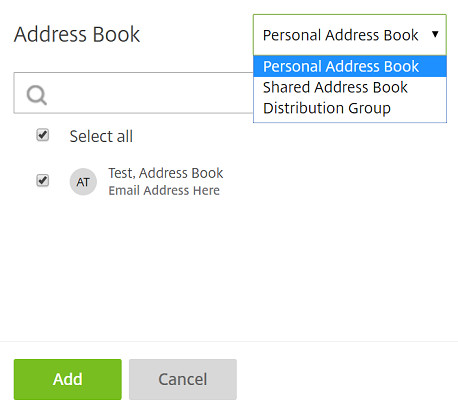 Address Book
Personal Address Book
Personal Address Book
Shared Address Book
Distribution Group
Select all
AT
Test, Address Book
Email Address Here
Add
Cancel